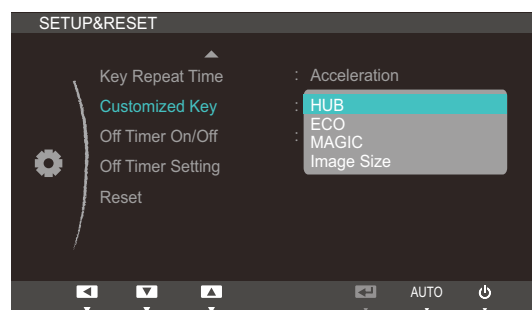 SETUP&RESET
Key Repeat Time : Acceleration
Customized Key : HUB
ECO
Off Timer On/Off : MAGIC
Off Timer Setting Image Size
Reset
AUTO